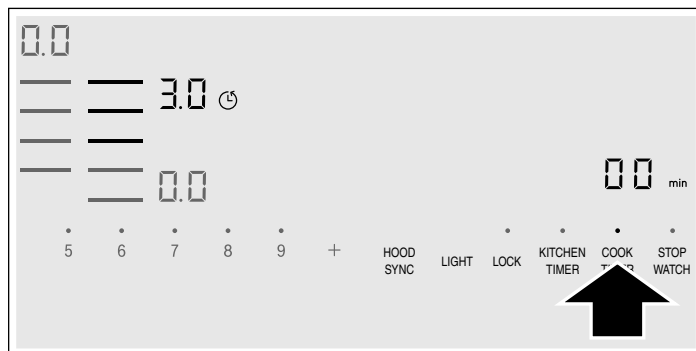 0.0
3.0
00 min
0.0
5 6 7 8 9 +
HOOD SYNC
LIGHT
LOCK
KITCHEN TIMER
COOK
STOP WATCH